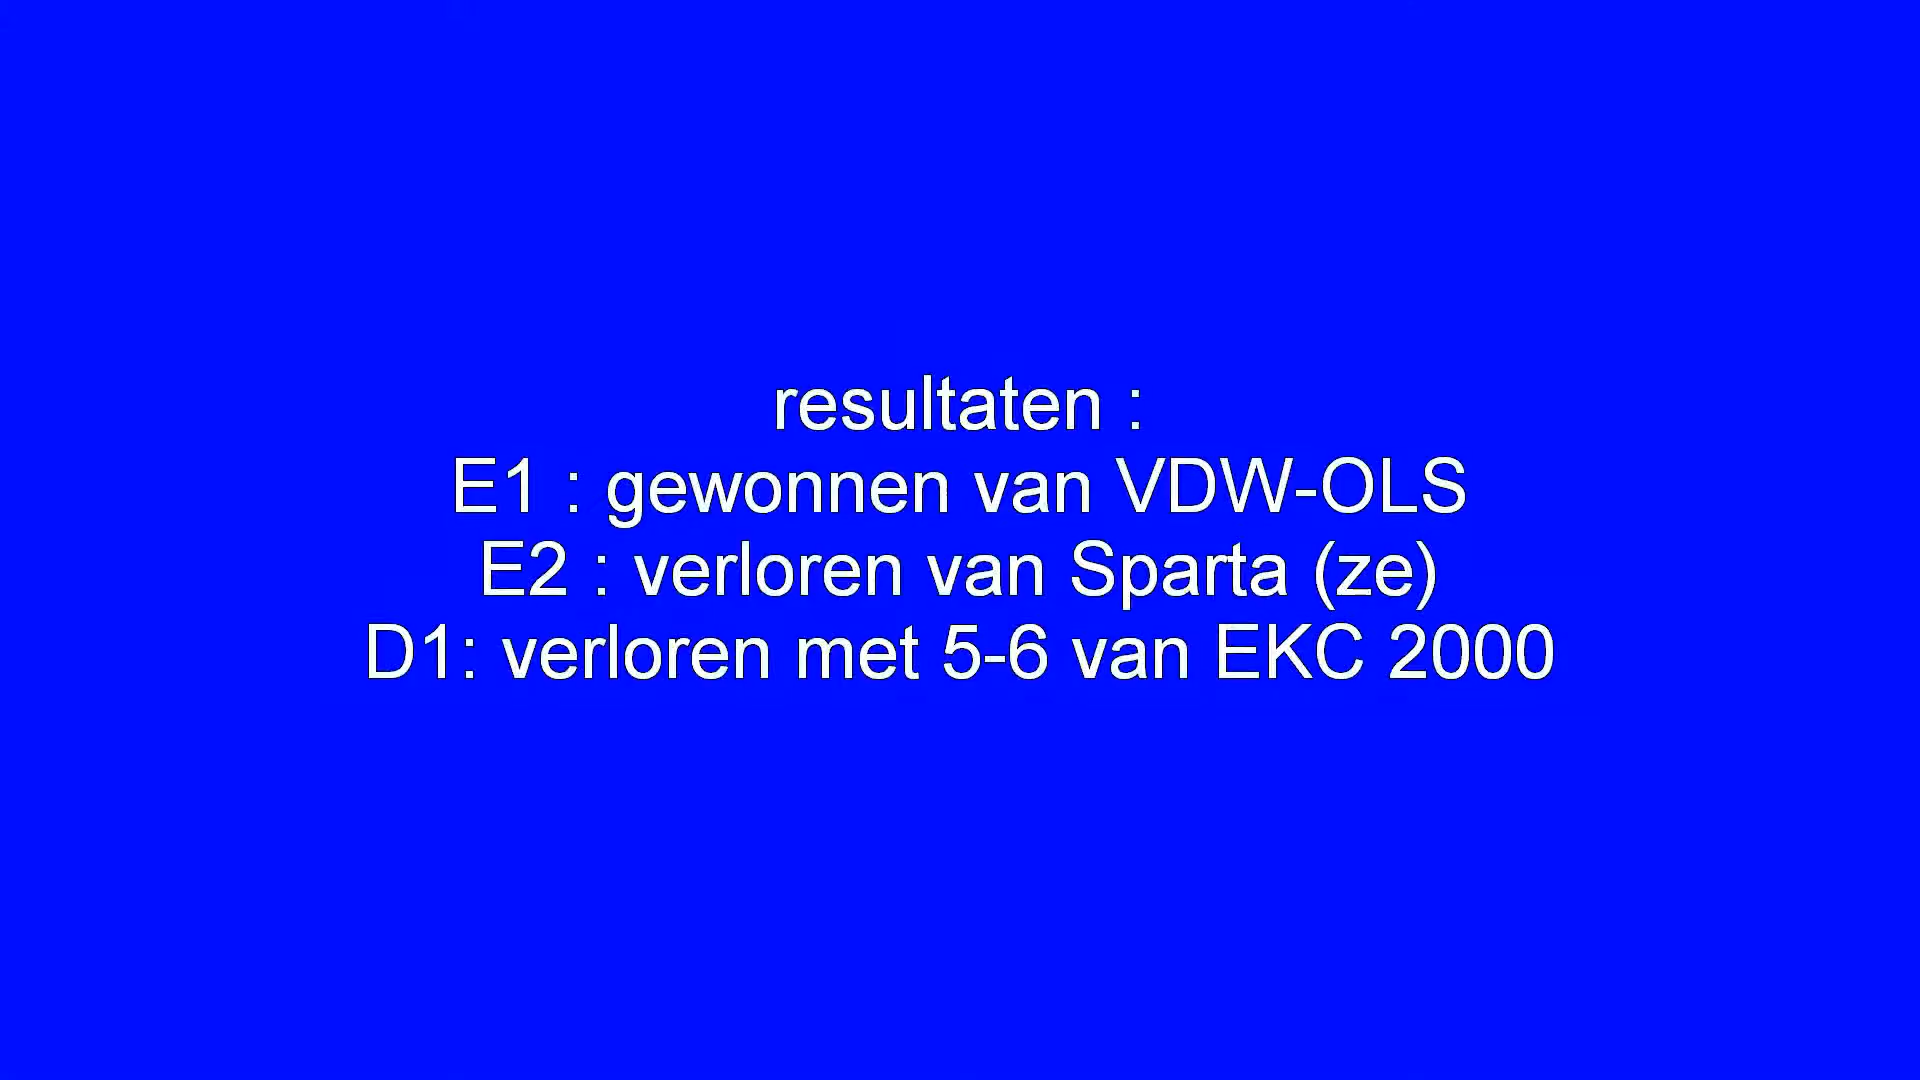 resultaten :
E1 : gewonnen van VDW-OLS
E2 : verloren van Sparta (ze)
D1: verloren met 5-6 van EKC 2000